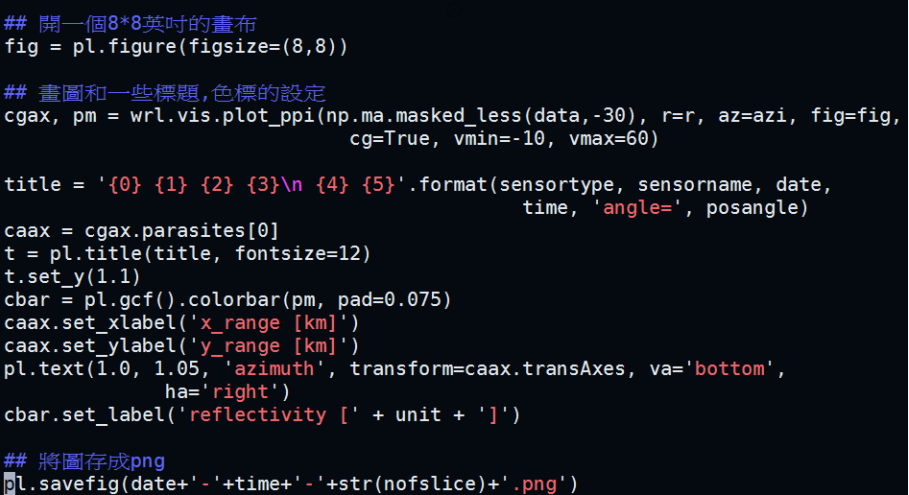 ## 開一個8*8英吋的畫布
fig = pl.figure(figsize=(8,8))
## 畫圖和一些標題,色標的設定
cgax, pm = wrl.vis.plot_ppi(np.ma.masked_less(data,-30), r=r, az=azi, fig=fig,
cg=True, vmin=-10, vmax=60)
title = '{0} {1} {2} {3}\n {4} {5}'.format(sensortype, sensorname, date,
time, 'angle=', posangle)
caax = cgax.parasites[0]
t = pl.title(title, fontsize=12)
t.set_y(1.1)
cbar = pl.gcf().colorbar(pm, pad=0.075)
caax.set_xlabel('x_range [km]')
caax.set_ylabel('y_range [km]')
pl.text(1.0, 1.05, 'azimuth', transform=caax.transAxes, va='bottom',
ha='right')
cbar.set_label('reflectivity [' + unit + ']')
## 將圖存成png
pl.savefig(date+'-'+time+'-'+str(nofslice)+'.png')